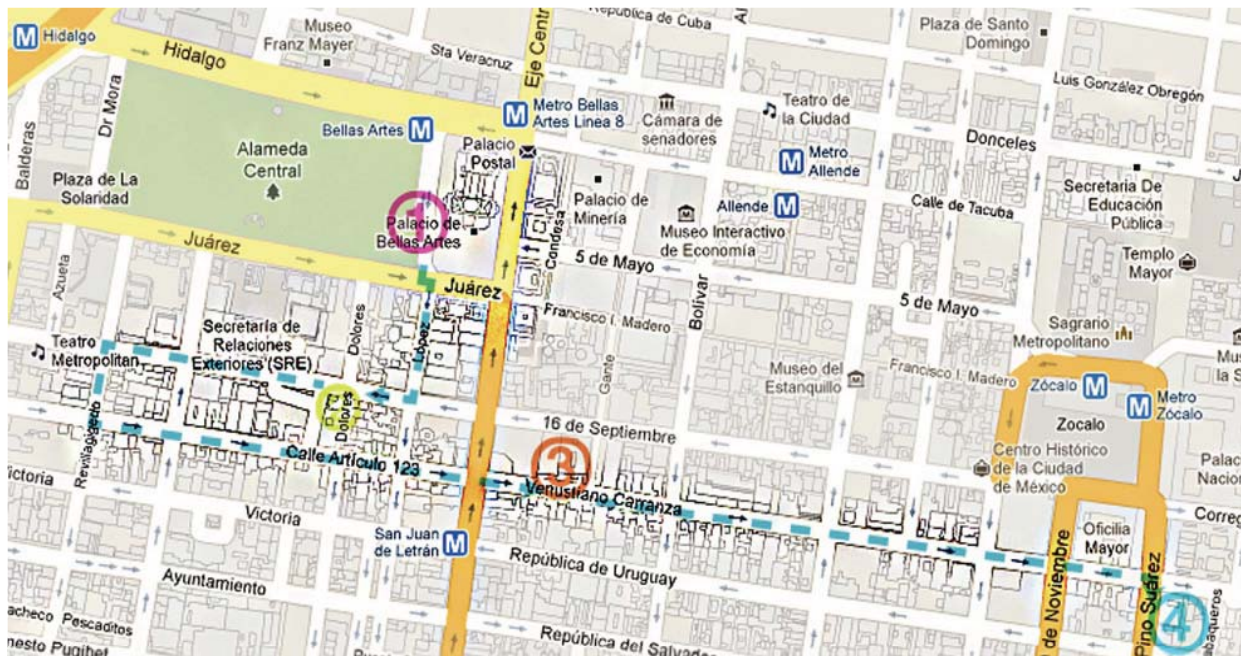 Museo
Franz Mayer
M Hidalgo
Hidalgo
Sta Veracruz
Eje Centr
República de Cuba
Plaza de Santo
Domingo
Luis González Obregón
Dr Mora
Balderas
Bellas Artes M
M Metro Bellas
Artes Linea 8
Cámara de
senadores
Teatro de
la Ciudad
Donceles
Alameda
Central
Palacio
Postal
M Metro
Allende
Plaza de La
Solaridad
1
Palacio de
Bellas Artes
Palacio de
Minería
Allende M
Museo Interactivo
de Economía
Calle de Tacuba
Secretaria De
Educación
Pública
Condesa
Templo
Mayor
Juárez
Juárez
5 de Mayo
5 de Mayo
Bolívar
Azueta
Dolores
Lopez
Francisco I. Madero
Secretaría de
Relaciones
Exteriores (SRE)
Teatro
Metropolitan
Sagrario
Metropolitano
Gante
Museo del
Estanquillo
Francisco I. Madero
Zócalo M
M Metro
Zócalo
Dolores
Revillagigedo
16 de Septiembre
Zocalo
Calle Artículo 123
3
Venustiano Carranza
Centro Histórico
de la Ciudad
de México
Victoria
Victoria
San Juan
de Letrán M
República de Uruguay
Oficilia
Mayor
Correg
Ayuntamiento
de Noviembre
Pino Suárez
4
Pescaditos
República del Salvador